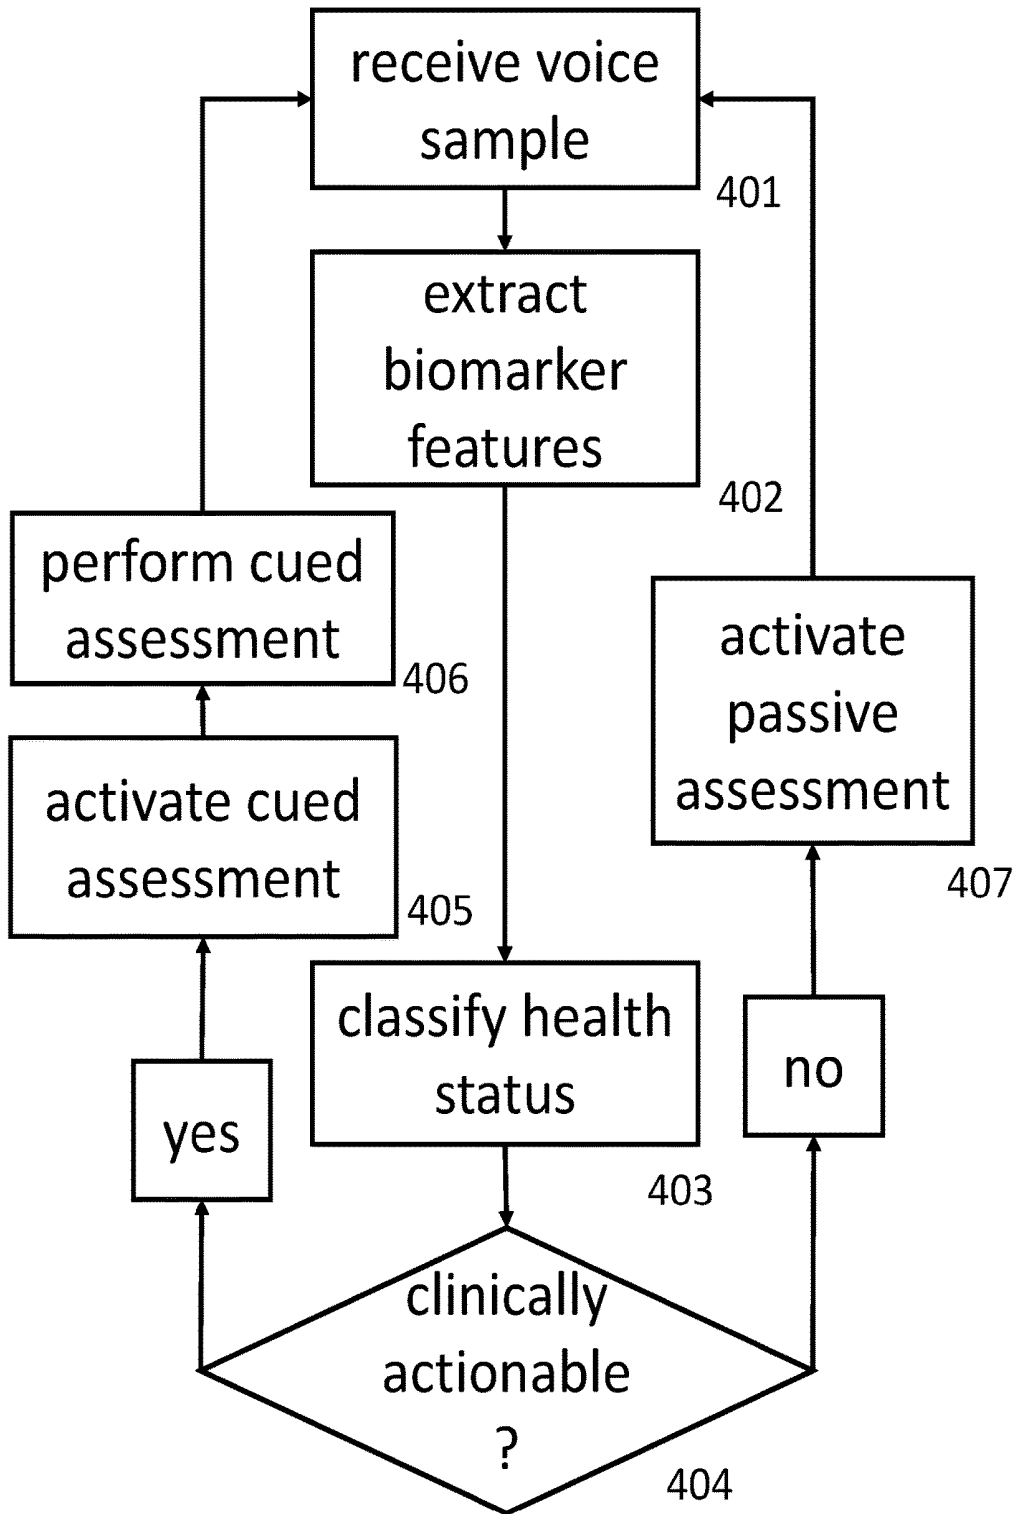 receive voice
sample
401
extract
biomarker
features
402
perform cued
assessment
406
activate
passive
assessment
407
activate cued
assessment
405
classify health
status
403
yes
no
clinically
actionable
?
404